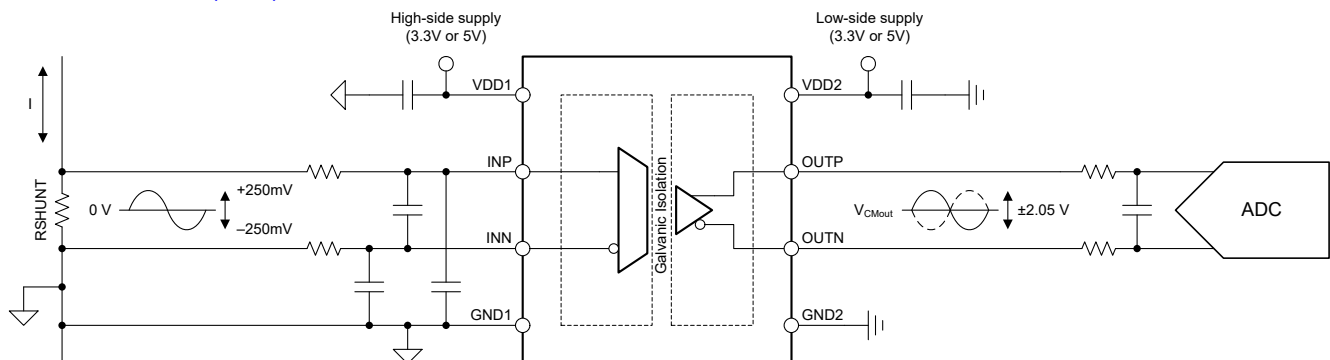 High-side supply
(3.3V or 5V)
Low-side supply
(3.3V or 5V)
VDD1
VDD2
I
INP
OUTP
RSHUNT
0 V
+250mV
–250mV
Galvanic Isolation
VCMout
±2.05 V
ADC
INN
OUTN
GND1
GND2